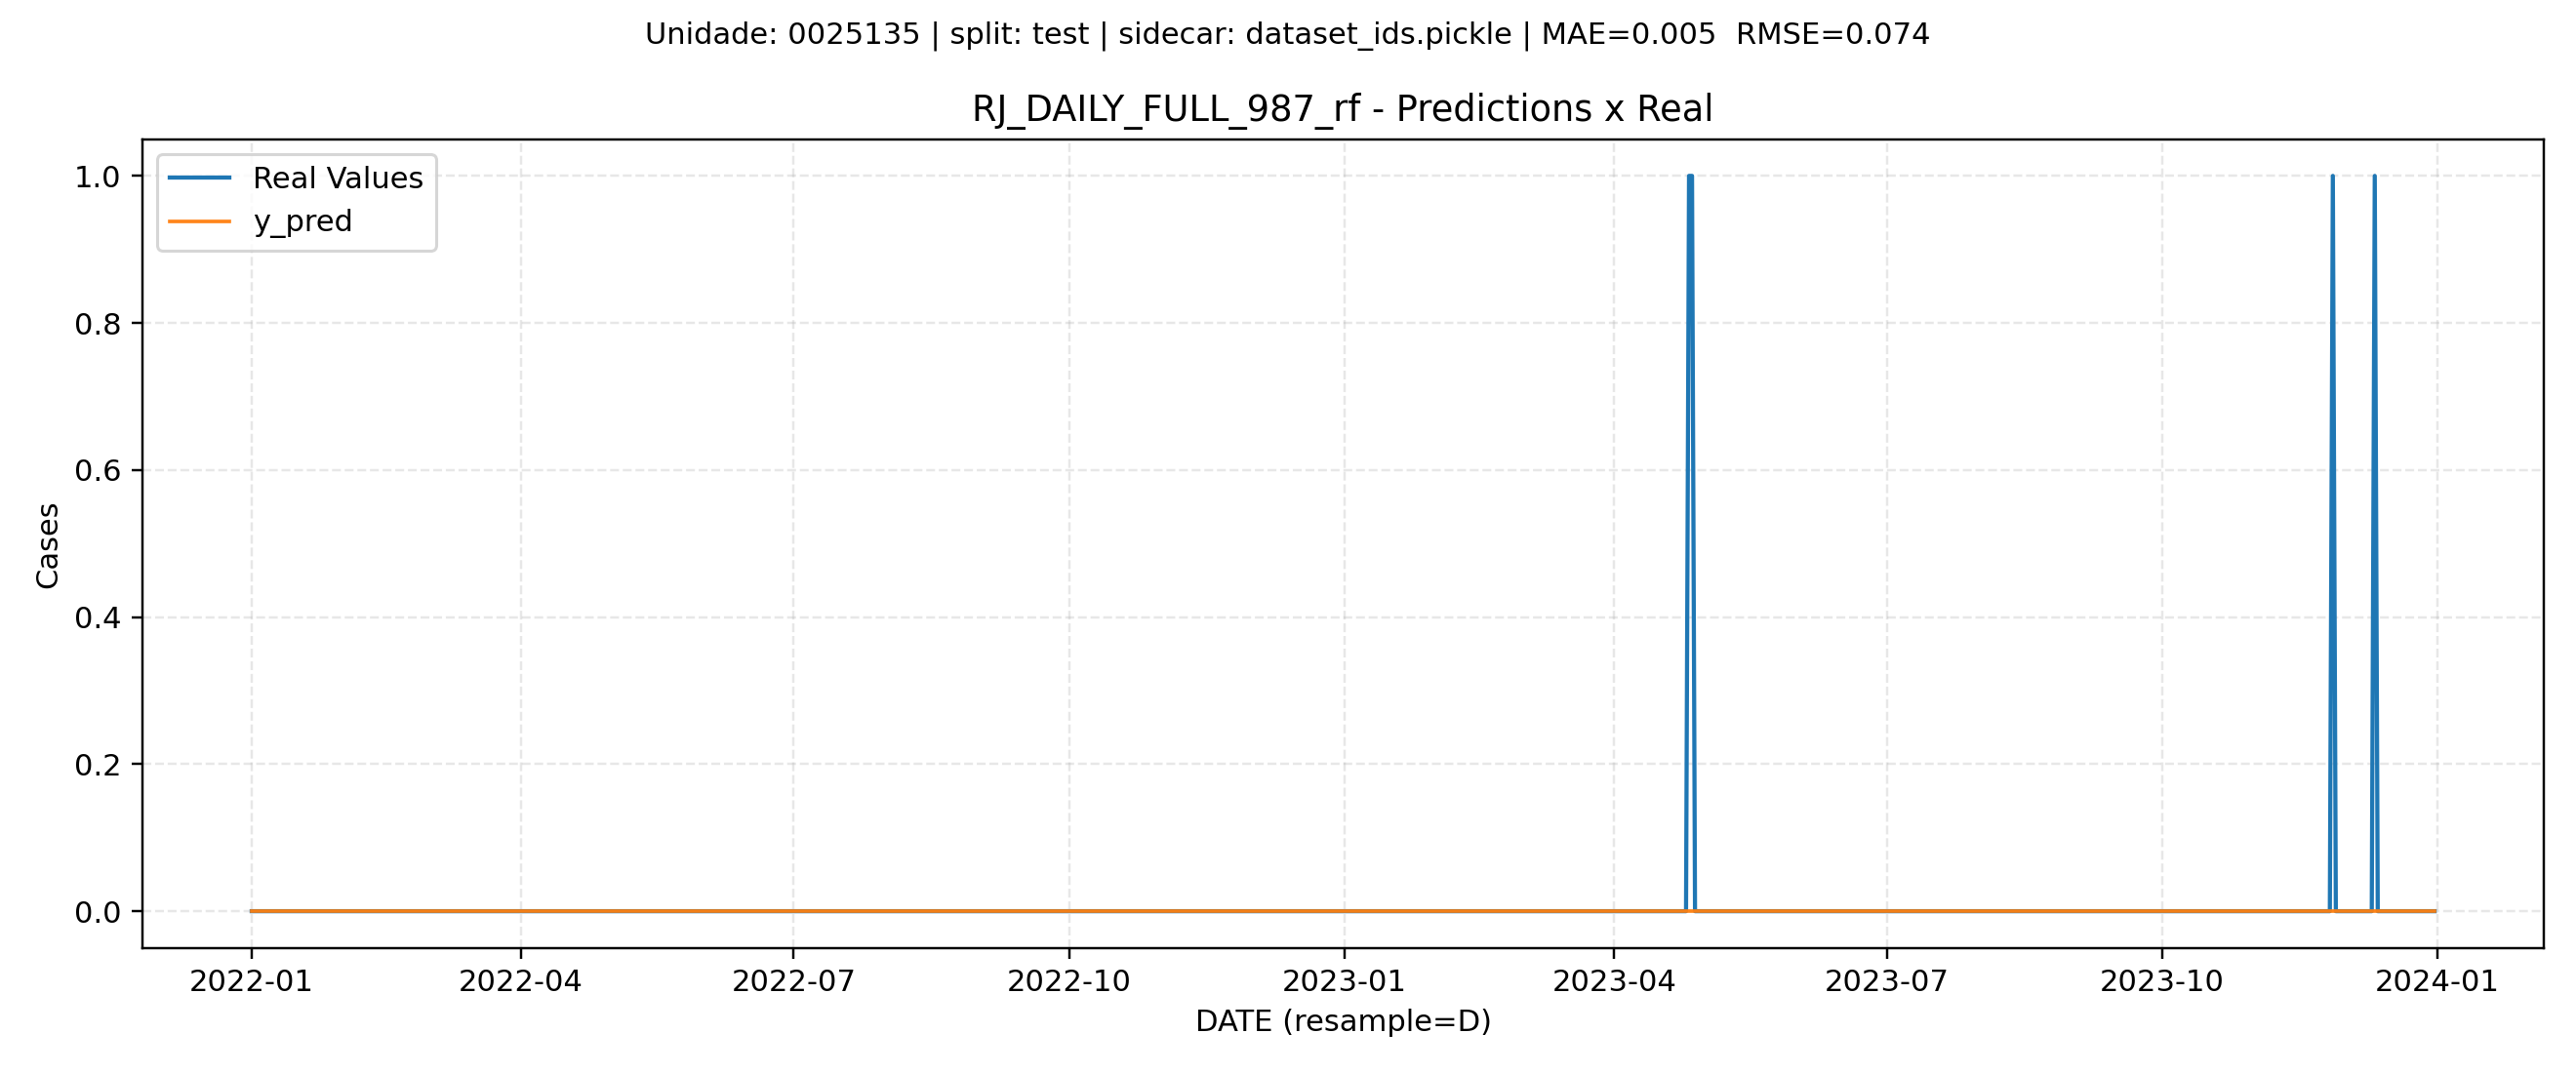 Unidade: 0025135 | split: test | sidecar: dataset_ids.pickle | MAE=0.005  RMSE=0.074
RJ_DAILY_FULL_987_rf - Predictions x Real
Real Values
y_pred
1.0
0.8
0.6
0.4
0.2
0.0
Cases
2022-01 2022-04 2022-07 2022-10 2023-01 2023-04 2023-07 2023-10 2024-01
DATE (resample=D)